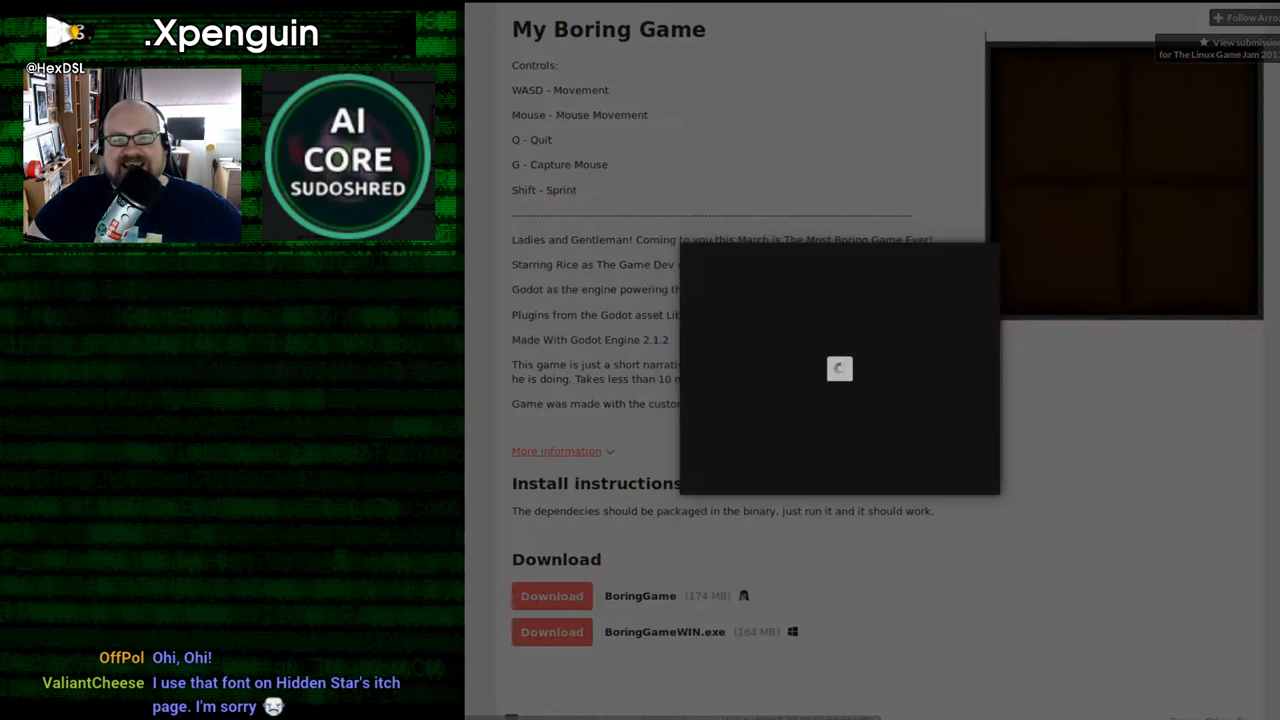 .Xpenguin
@HexDSL
AI
CORE
SUDOSHRED
OffPol Ohi, Ohi!
ValiantCheese I use that font on Hidden Star's itch
page. I'm sorry
My Boring Game
Controls:
WASD - Movement
Mouse - Mouse Movement
Q - Quit
G - Capture Mouse
Shift - Sprint
Ladies and Gentleman! Coming to you this March is The Most Boring Game Ever!
Starring Rice as The Game Dev
Godot as the engine powering th
Plugins from the Godot asset Lib
Made With Godot Engine 2.1.2
This game is just a short narrati
he is doing. Takes less than 10 m
Game was made with the custo
More information
Install instructions
The dependecies should be packaged in the binary, just run it and it should work.
Download
Download BoringGame (174 MB)
Download BoringGameWIN.exe (164 MB)
Follow Arro
View submissio
for The Linux Game Jam 201